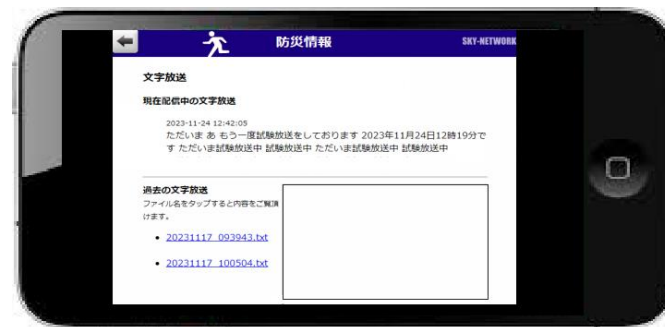 防災情報
SKY-NETWORK
文字放送
現在配信中の文字放送
2023-11-24 12:42:05
ただいま あ もう一度試験放送をしております 2023年11月24日12時19分で
す ただいま試験放送中 試験放送中 ただいま試験放送中 試験放送中
過去の文字放送
ファイル名をタップすると内容をご覧頂
けます。
20231117_093943.txt
20231117_100504.txt